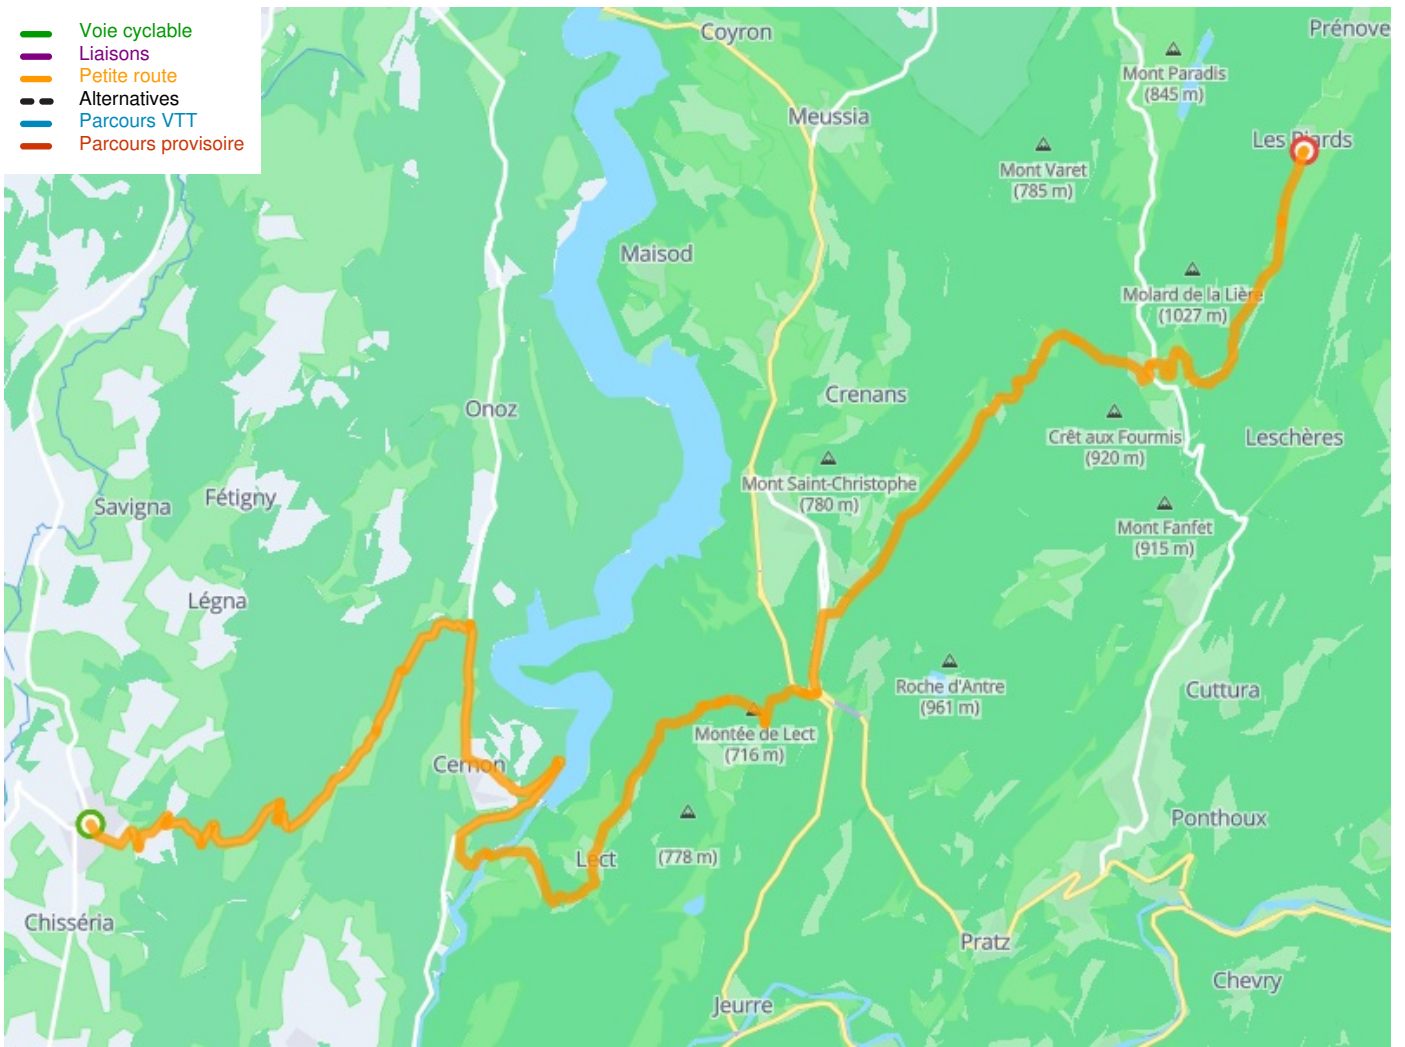 Voie cyclable
Liaisons
Petite route
Alternatives
Parcours VTT
Parcours provisoire
Coyron
Prénove
Mont Paradis
(845 m)
Meussia
Les Piards
Mont Varet
(785 m)
Maisod
Molard de la Lière
(1027 m)
Crenans
Onoz
Crêt aux Fourmis
(920 m)
Leschères
Mont Saint-Christophe
(780 m)
Fétigny
Savigna
Mont Fanfet
(915 m)
Légna
Roche d'Antre
(961 m)
Cuttura
Montée de Lect
(716 m)
Cernon
Ponthoux
Lect
(778 m)
Chisséria
Pratz
Chevry
Jeurre